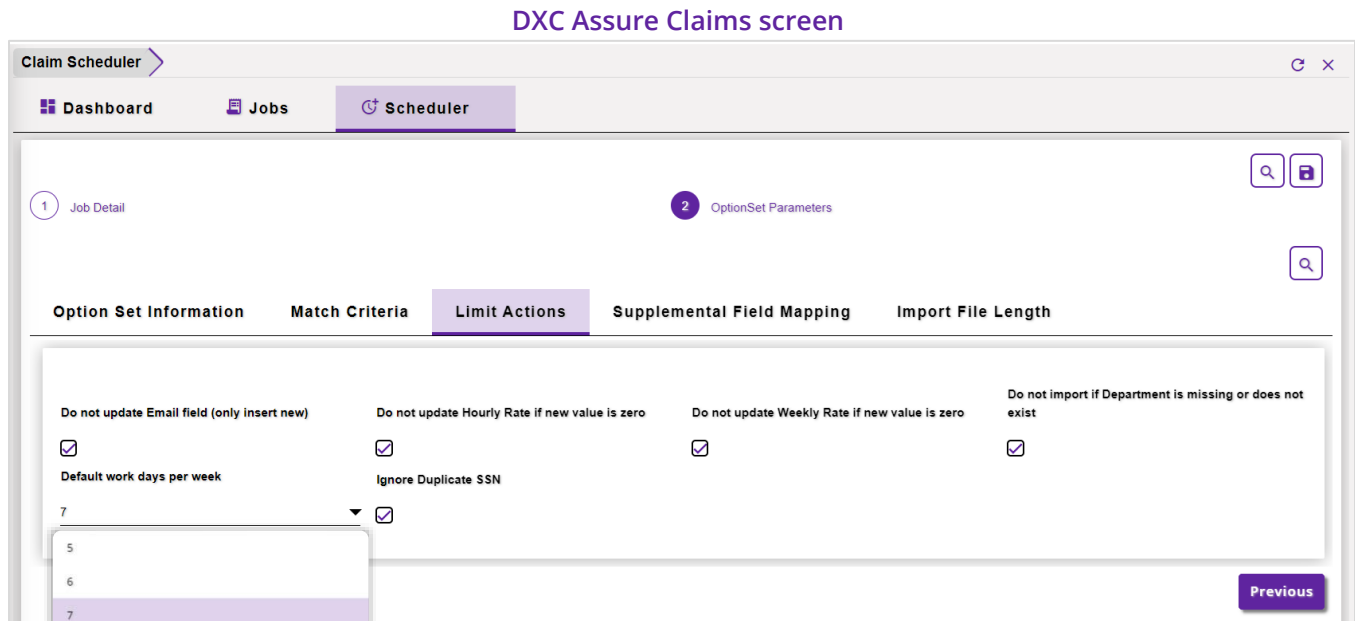 DXC Assure Claims screen
Claim Scheduler
Dashboard Jobs Scheduler
1 Job Detail 2 OptionSet Parameters
Option Set Information Match Criteria Limit Actions Supplemental Field Mapping Import File Length
Do not update Email field (only insert new) Do not update Hourly Rate if new value is zero Do not update Weekly Rate if new value is zero Do not import if Department is missing or does not
exist
Default work days per week Ignore Duplicate SSN
7
5
6
7
Previous